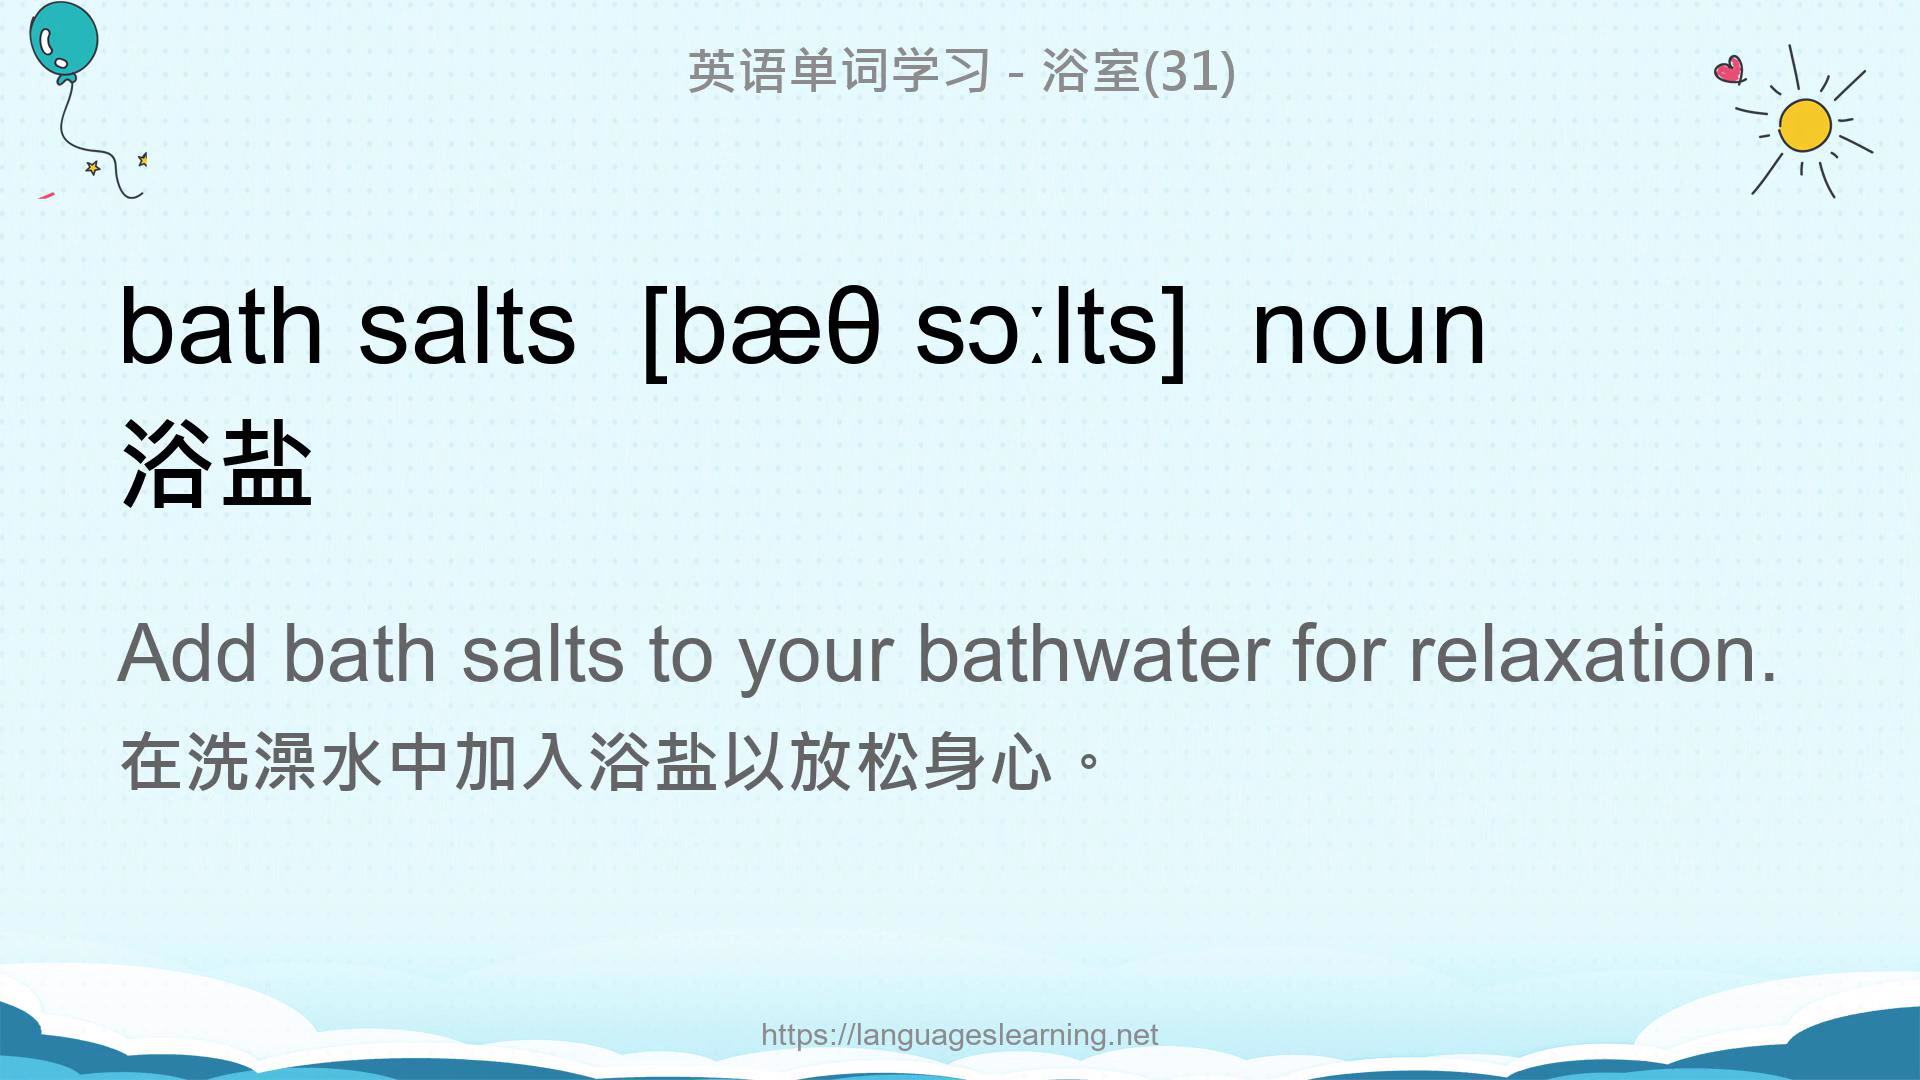 英语单词学习 - 浴室(31)
bath salts [bæθ sɔːlts] noun
浴盐
Add bath salts to your bathwater for relaxation.
在洗澡水中加入浴盐以放松身心。
https://languageslearning.net